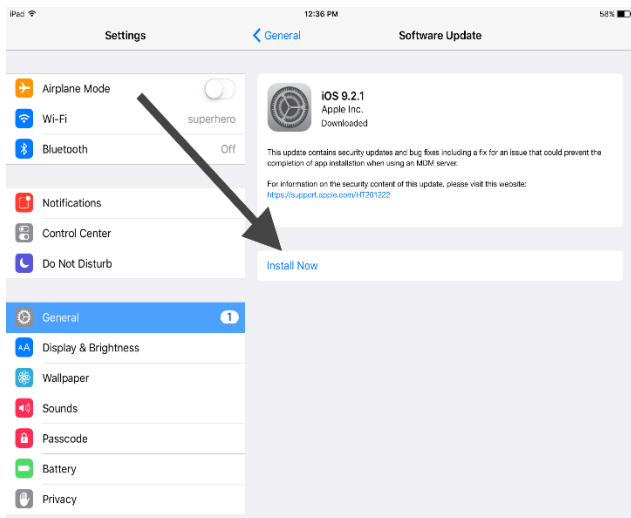 iPad 12:36 PM 58%
Settings
General Software Update
Airplane Mode
Wi-Fi superhero
Bluetooth Off
Notifications
Control Center
Do Not Disturb
General 1
AA Display & Brightness
Wallpaper
Sounds
Passcode
Battery
Privacy
iOS 9.2.1
Apple Inc.
Downloaded
This update contains security updates and bug fixes including a fix for an issue that could prevent the
completion of app installation when using an MDM server.
For information on the security content of this update, please visit this website:
https://support.apple.com/HT201222
Install Now